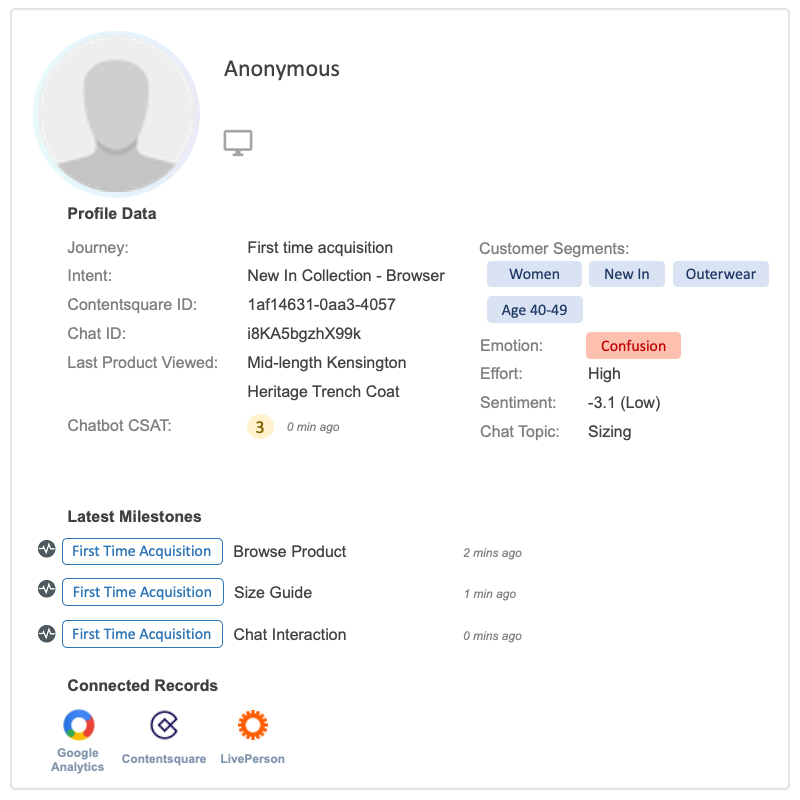 Anonymous
Profile Data
Journey: First time acquisition
Intent: New In Collection - Browser
Contentsquare ID: 1af14631-0aa3-4057
Chat ID: i8KA5bgzhX99k
Last Product Viewed: Mid-length Kensington
Heritage Trench Coat
Chatbot CSAT: 3 0 min ago
Customer Segments:
Women New In Outerwear
Age 40-49
Emotion: Confusion
Effort: High
Sentiment: -3.1 (Low)
Chat Topic: Sizing
Latest Milestones
First Time Acquisition Browse Product 2 mins ago
First Time Acquisition Size Guide 1 min ago
First Time Acquisition Chat Interaction 0 mins ago
Connected Records
Google
Analytics
Contentsquare
LivePerson